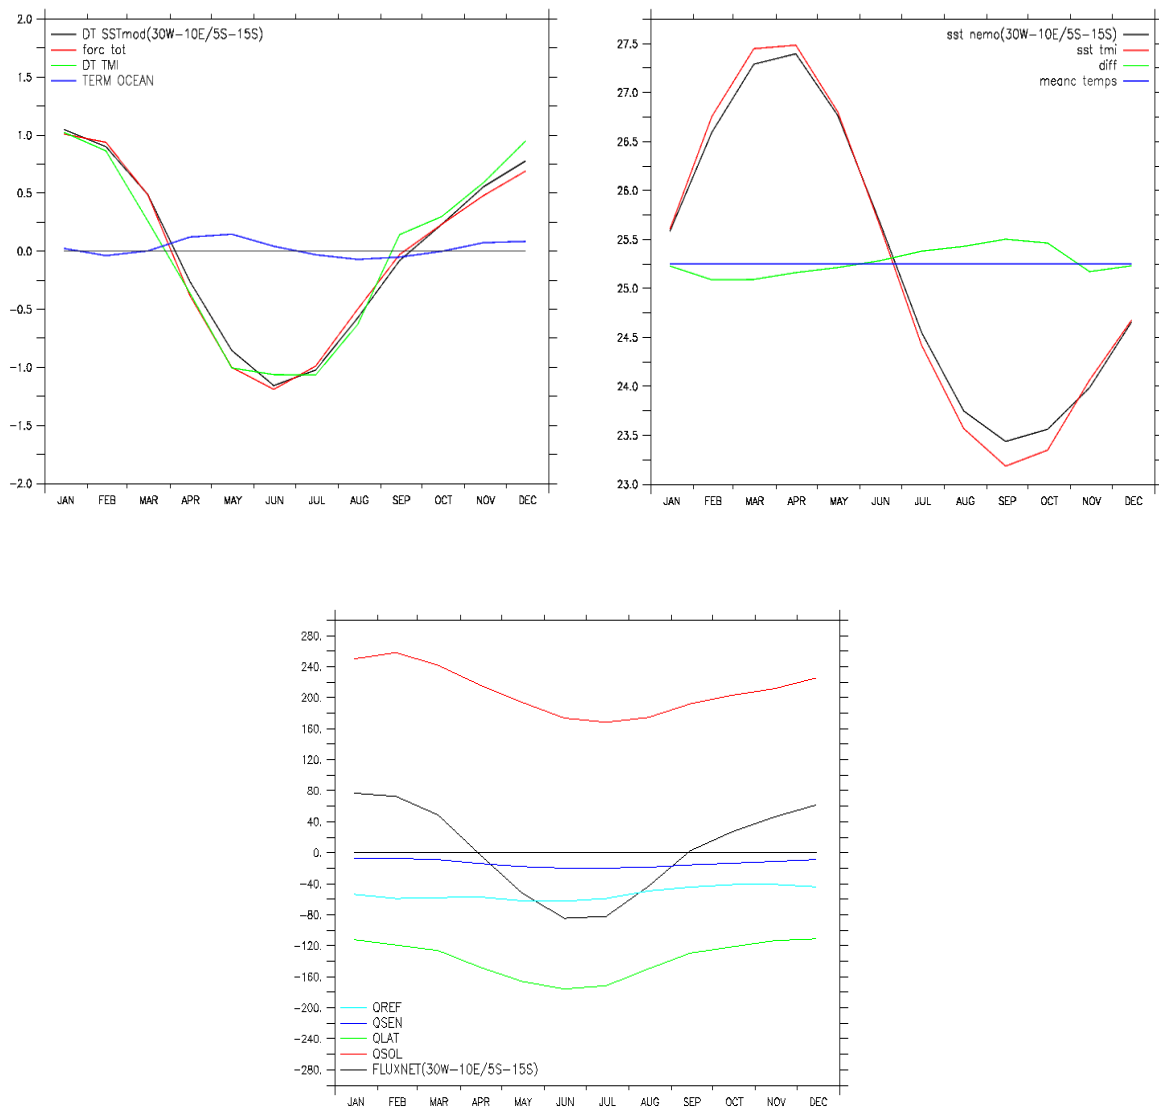 2.0
DT SSTmod(30W-10E/5S-15S)
forc tot
1.5
DT TMI
TERM OCEAN
1.0
0.5
0.0
-0.5
-1.0
-1.5
-2.0
JAN FEB MAR APR MAY JUN JUL AUG SEP OCT NOV DEC
sst nemo(30W-10E/5S-15S)
27.5
sst tmi
diff
meanc temps
27.0
26.5
26.0
25.5
25.0
24.5
24.0
23.5
23.0
JAN FEB MAR APR MAY JUN JUL AUG SEP OCT NOV DEC
280.
240.
200.
160.
120.
80.
40.
0.
-40.
-80.
-120.
-160.
-200.
QREF
QSEN
-240.
QLAT
QSOL
-280.
FLUXNET(30W-10E/5S-15S)
JAN FEB MAR APR MAY JUN JUL AUG SEP OCT NOV DEC